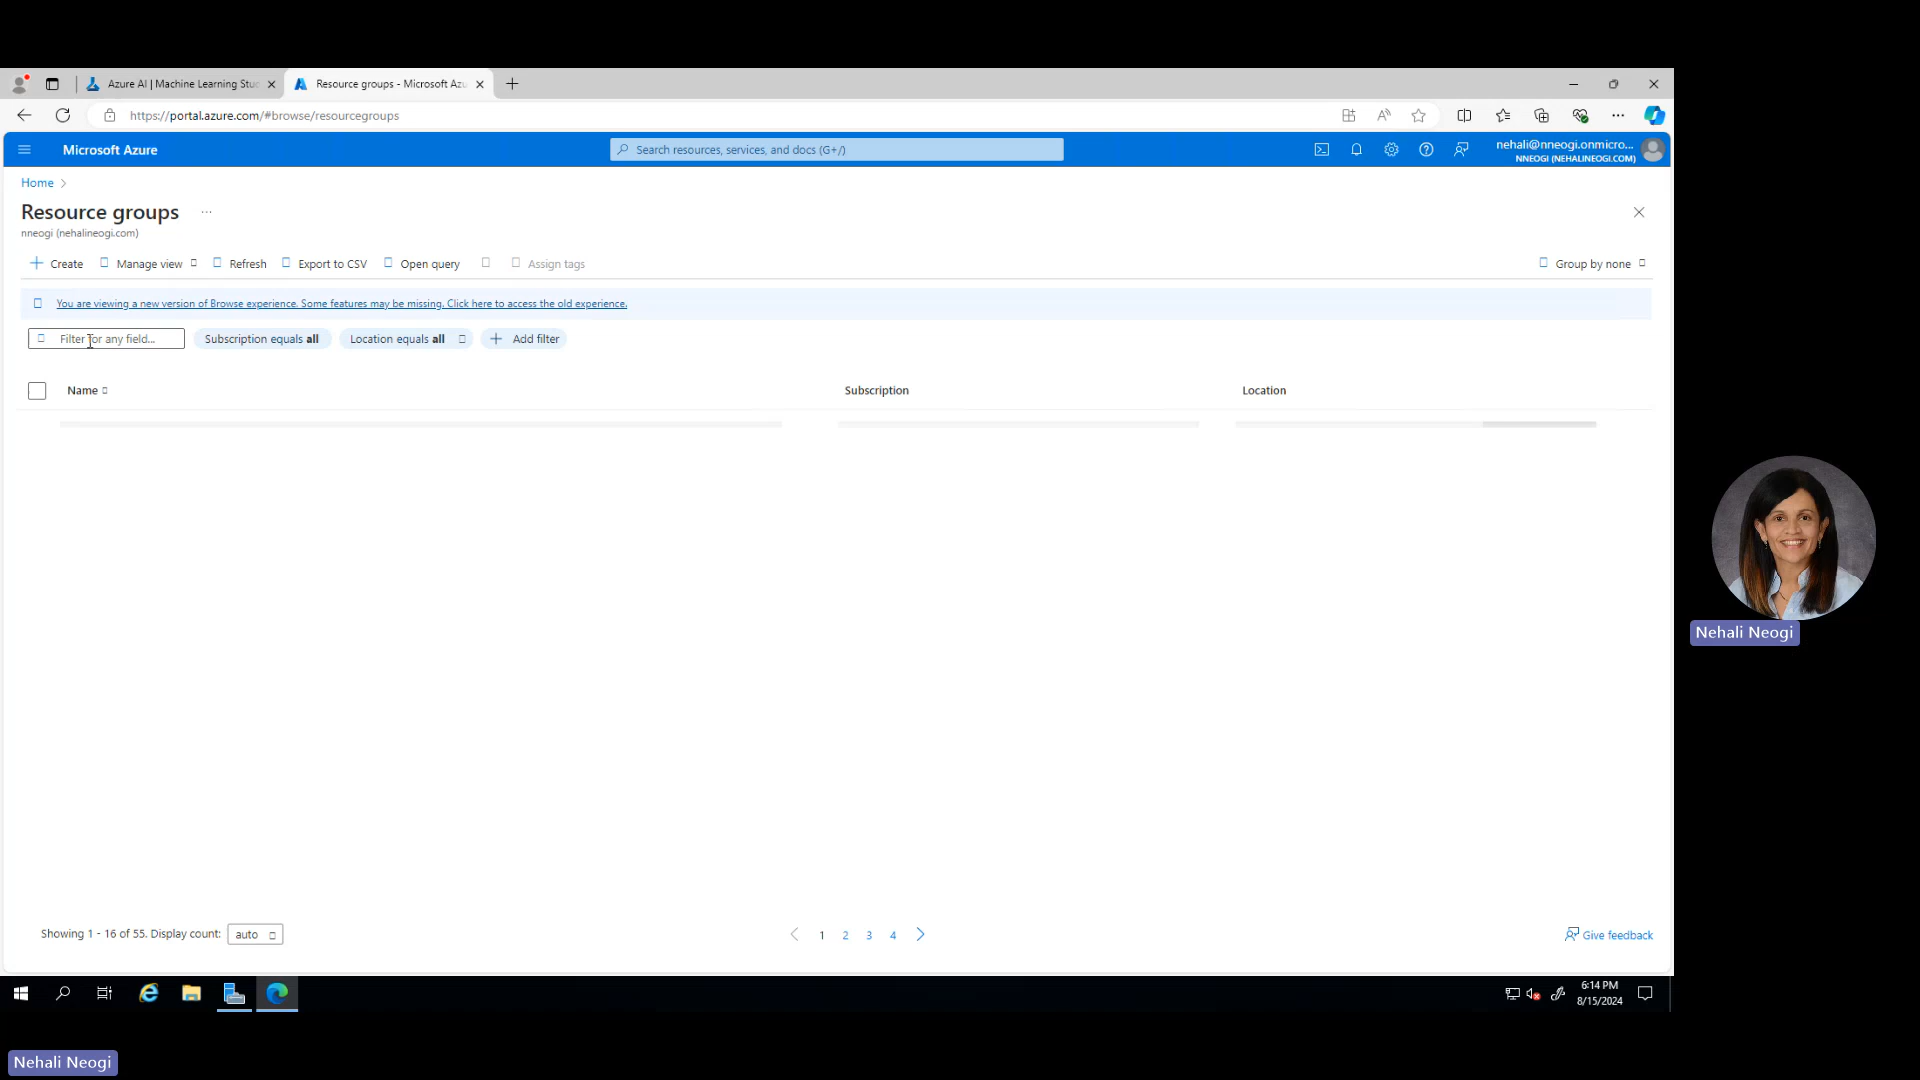 Azure AI | Machine Learning Stuc
Resource groups - Microsoft Azu
https://portal.azure.com/#browse/resourcegroups
Microsoft Azure
Search resources, services, and docs (G+/)
nehali@nneogi.onmicro...
NNEOGI (NEHALINEOGI.COM)
Home
Resource groups
...
nneogi (nehalineogi.com)
Create
Manage view
Refresh
Export to CSV
Open query
Assign tags
Group by none
You are viewing a new version of Browse experience. Some features may be missing. Click here to access the old experience.
Filter for any field...
Subscription equals all
Location equals all
Add filter
Name
Subscription
Location
Nehali Neogi
Showing 1 - 16 of 55. Display count:
auto
1
2
3
4
Give feedback
6:14 PM
8/15/2024
Nehali Neogi